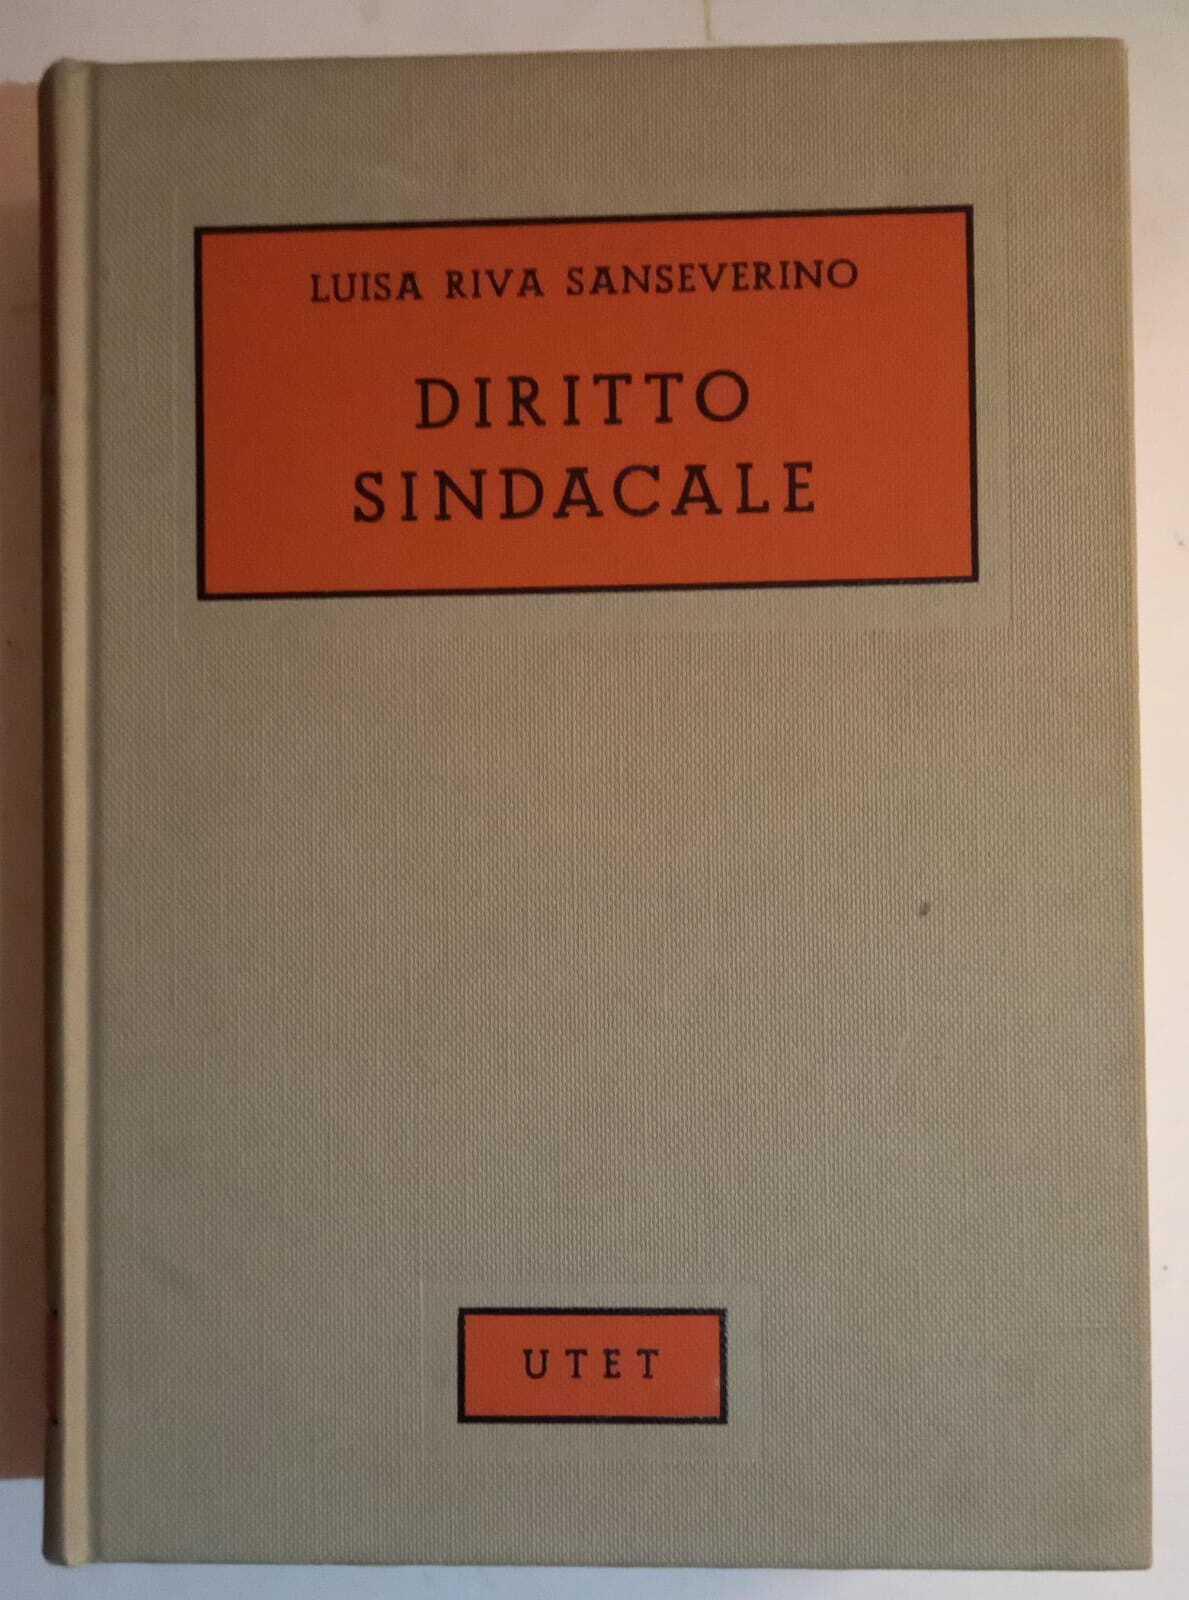 LUISA RIVA SANSEVERINO
DIRITTO
SINDACALE
UTET